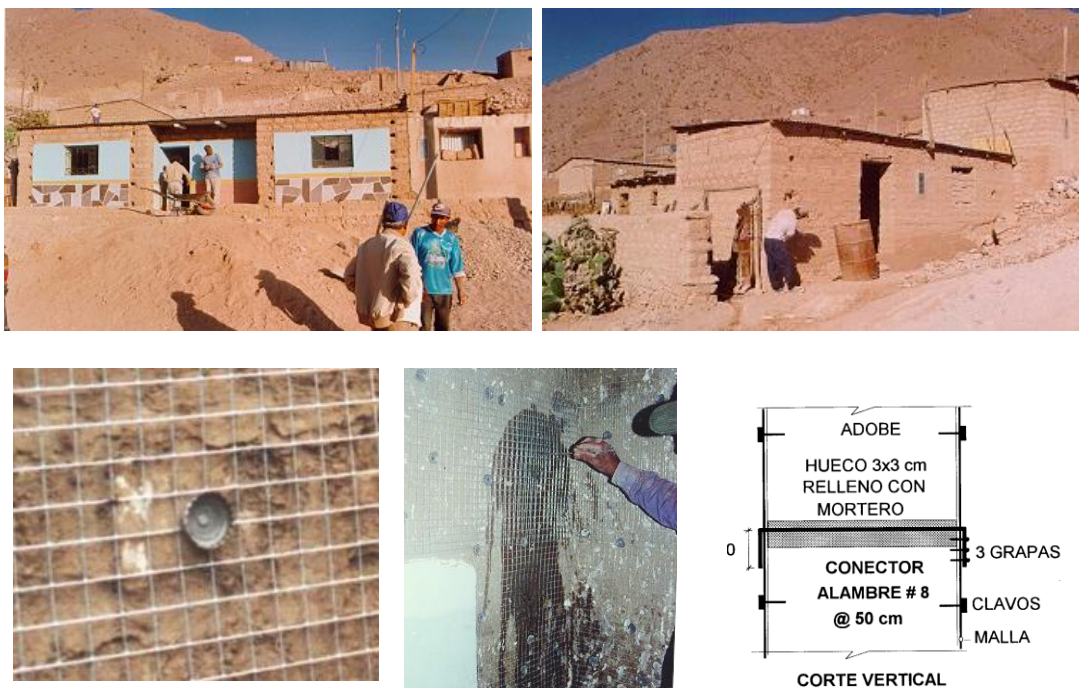 ADOBE
HUECO 3x3 cm
RELLENO CON
MORTERO
0
3 GRAPAS
CONECTOR
ALAMBRE # 8
@ 50 cm
CLAVOS
MALLA
CORTE VERTICAL